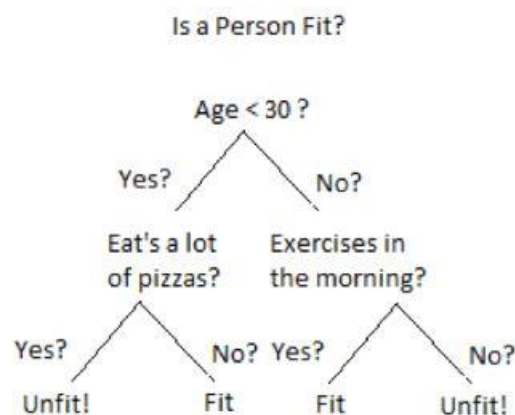 Is a Person Fit?
Age < 30 ?
Yes?
No?
Eat's a lot
of pizzas?
Exercises in
the morning?
Yes?
No?
Yes?
No?
Unfit!
Fit
Fit
Unfit!